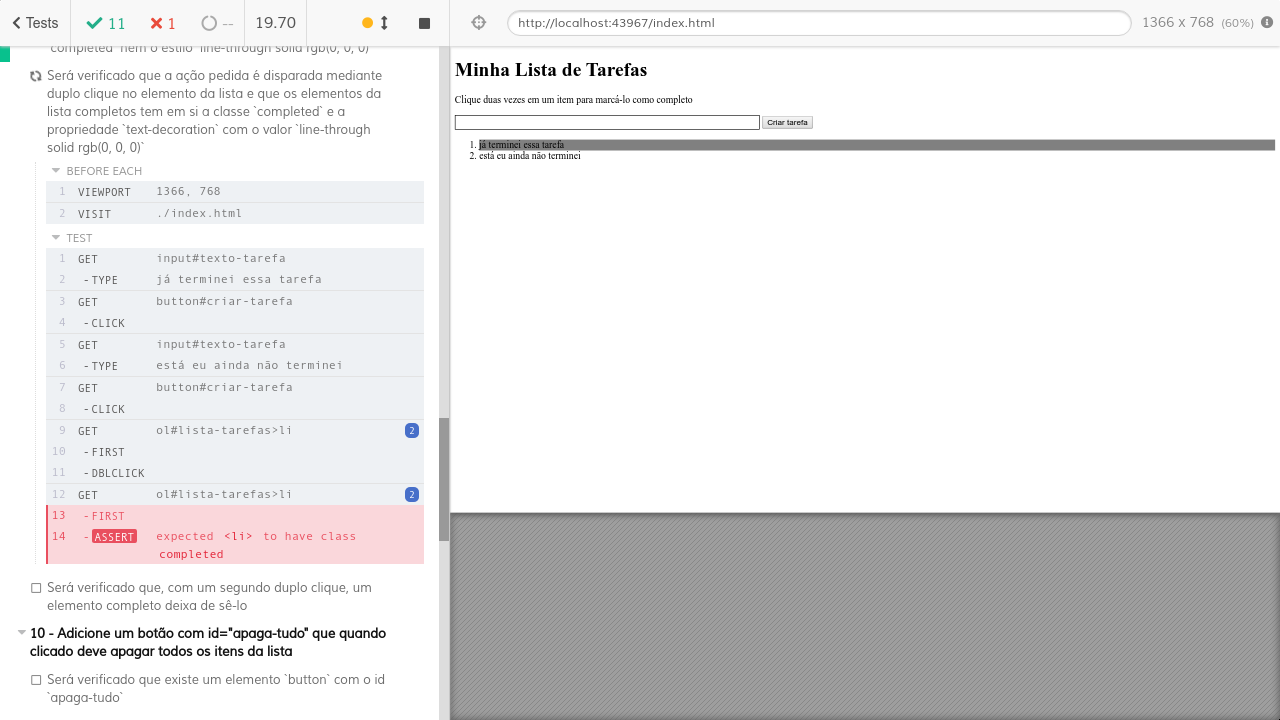 Tests 11 1 -- 19.70
`completed` nem o estilo `line-through solid rgb(0, 0, 0)`
Será verificado que a ação pedida é disparada mediante
duplo clique no elemento da lista e que os elementos da
lista completos tem em si a classe `completed` e a
propriedade `text-decoration` com o valor `line-through
solid rgb(0, 0, 0)`
BEFORE EACH
1 VIEWPORT 1366, 768
2 VISIT ./index.html
TEST
1 GET input#texto-tarefa
2 -TYPE já terminei essa tarefa
3 GET button#criar-tarefa
4 -CLICK
5 GET input#texto-tarefa
6 -TYPE está eu ainda não terminei
7 GET button#criar-tarefa
8 -CLICK
9 GET ol#lista-tarefas>li 2
10 -FIRST
11 -DBLCLICK
12 GET ol#lista-tarefas>li 2
13 -FIRST
14 -ASSERT expected <li> to have class
completed
Será verificado que, com um segundo duplo clique, um
elemento completo deixa de sê-lo
10 - Adicione um botão com id="apaga-tudo" que quando
clicado deve apagar todos os itens da lista
Será verificado que existe um elemento `button` com o id
`apaga-tudo`
http://localhost:43967/index.html 1366 x 768 (60%)
Minha Lista de Tarefas
Clique duas vezes em um item para marcá-lo como completo
Criar tarefa
1. já terminei essa tarefa
2. está eu ainda não terminei